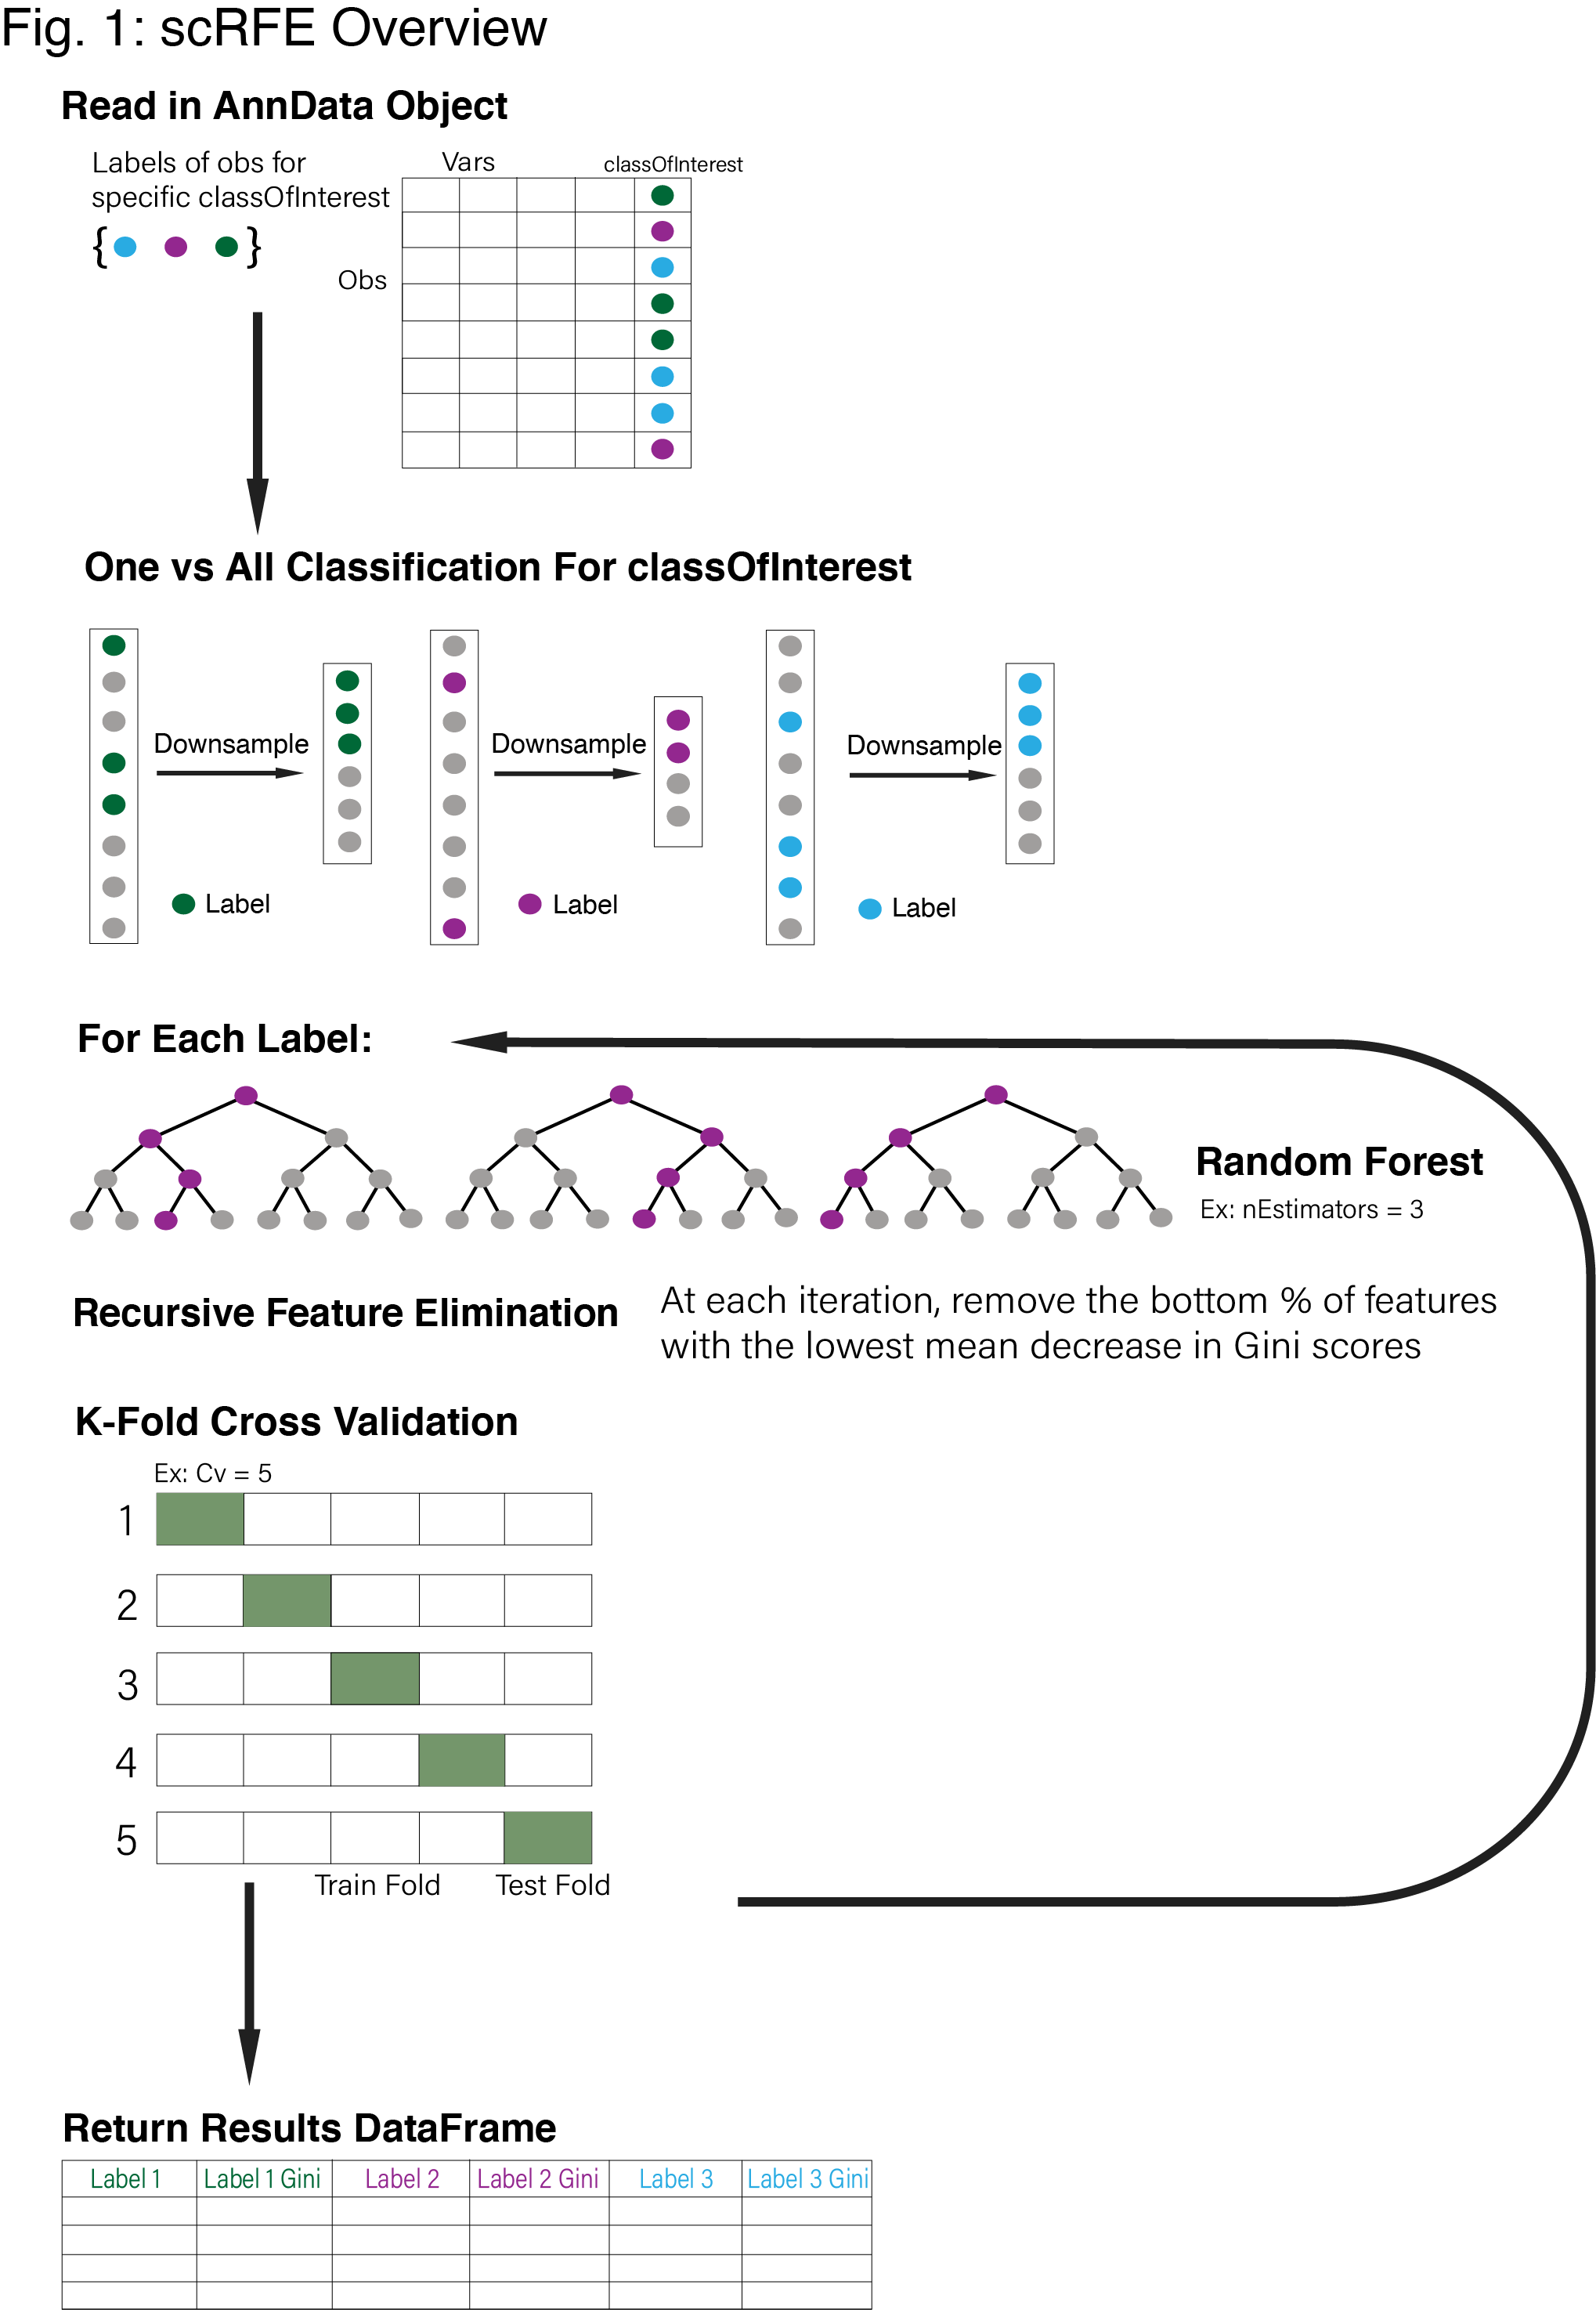 Fig. 1: scRFE Overview
Read in AnnData Object
Labels of obs for
specific classOfInterest
{ }
Vars
classOfInterest
Obs
One vs All Classification For classOfInterest
Downsample
Label
Downsample
Label
Downsample
Label
For Each Label:
Random Forest
Ex: nEstimators = 3
Recursive Feature Elimination
At each iteration, remove the bottom % of features
with the lowest mean decrease in Gini scores
K-Fold Cross Validation
Ex: Cv = 5
1
2
3
4
5
Train Fold
Test Fold
Return Results DataFrame
Label 1 Label 1 Gini Label 2 Label 2 Gini Label 3 Label 3 Gini